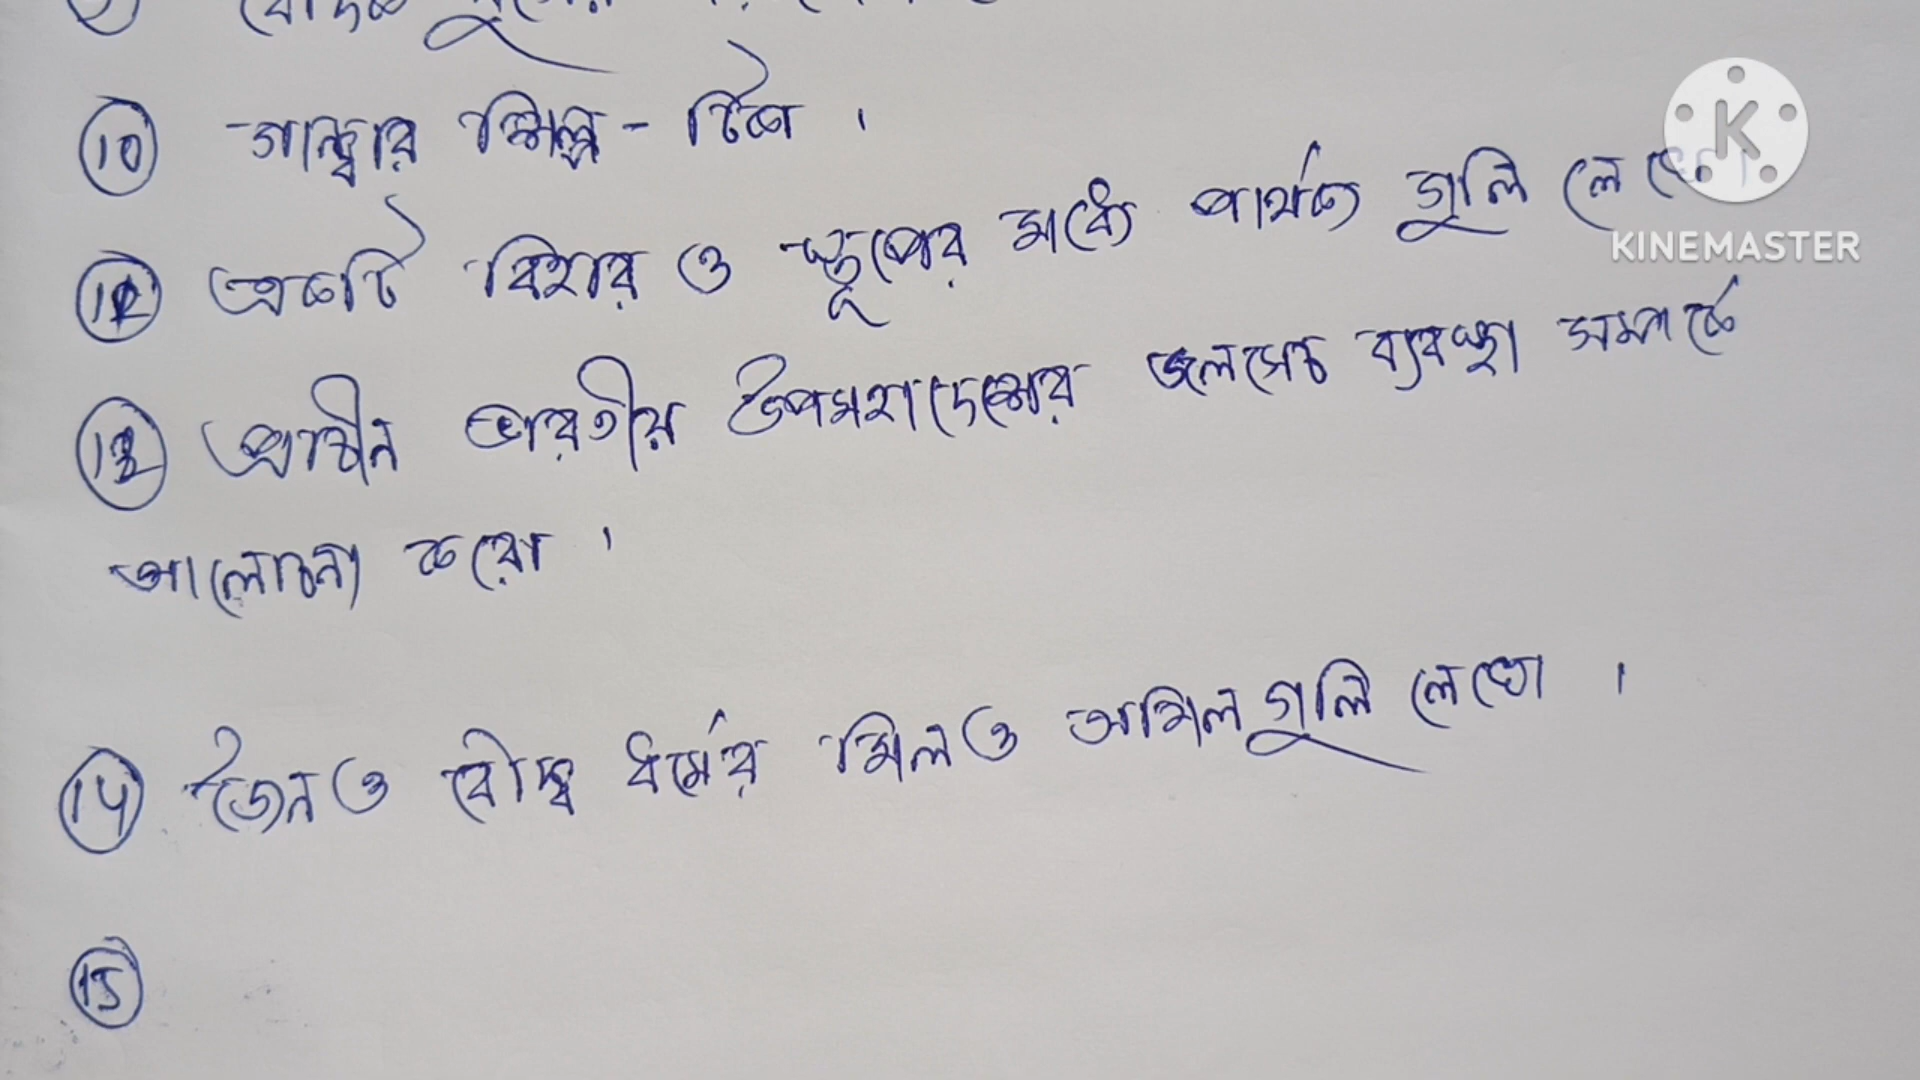 10 গান্ধার শিল্প - টিকা ।
12 একটি বিহার ও স্তূপের মধ্যে পার্থক্য গুলি লেখো।
13 প্রাচীন ভারতীয় উপমহাদেশের জলসেচ ব্যবস্থা সম্পর্কে
আলোচনা করো ।
14 জৈন ও বৌদ্ধ ধর্মের মিল ও অমিল গুলি লেখো ।
15
K
KINEMASTER